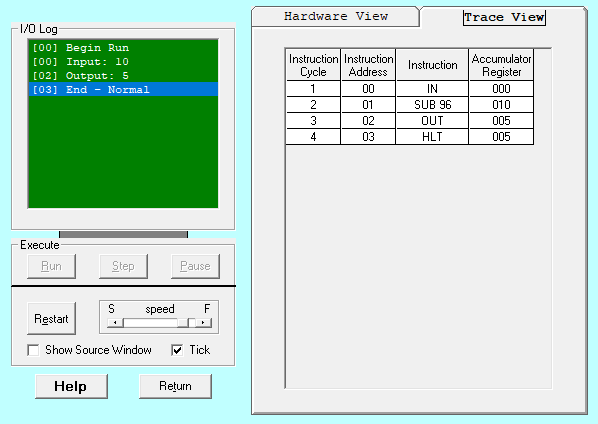 I/O Log
[00] Begin Run
[00] Input: 10
[02] Output: 5
[03] End - Normal
Execute
Run Step Pause
Restart
S speed F
Show Source Window Tick
Help Return
Hardware View Trace View
Instruction Cycle Instruction Address Instruction Accumulator Register
1 00 IN 000
2 01 SUB 96 010
3 02 OUT 005
4 03 HLT 005